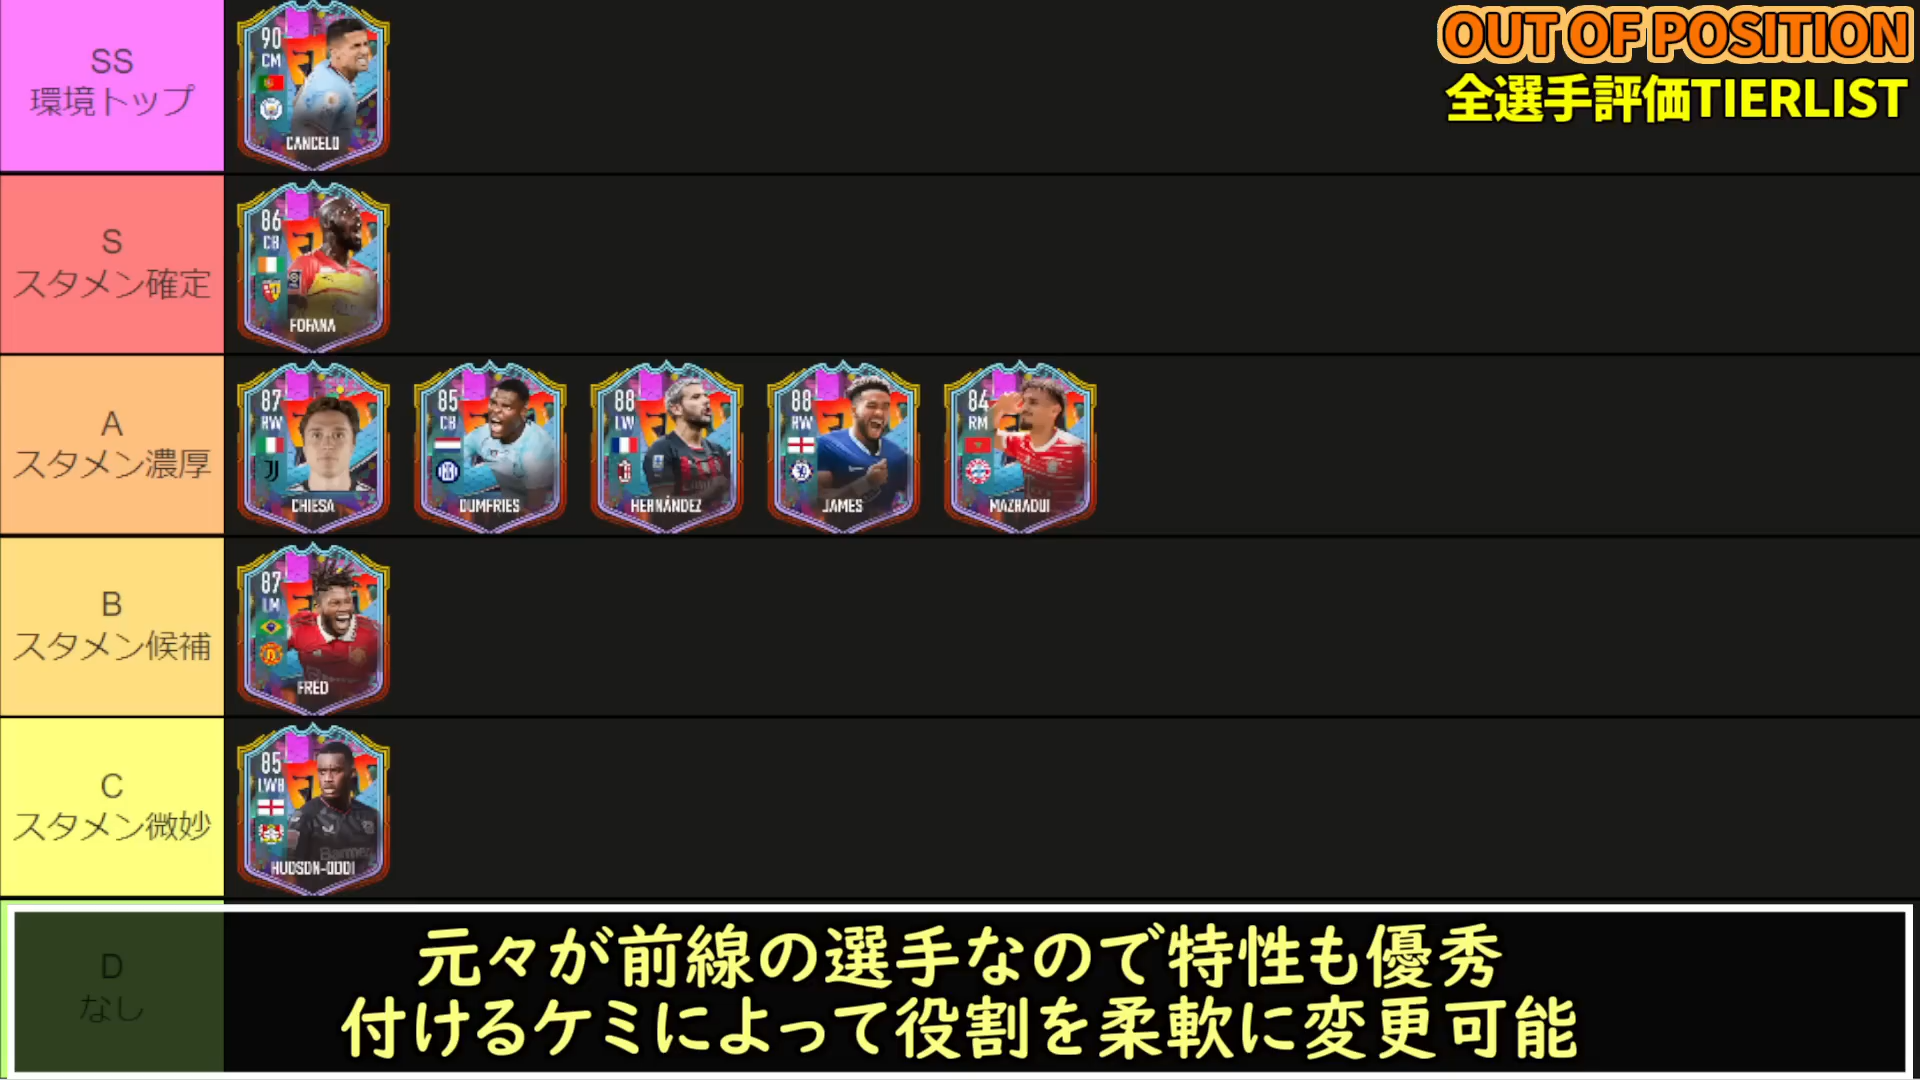 SS
環境トップ
90
CM
CANCELO
OUT OF POSITION
全選手評価TIERLIST
S
スタメン確定
86
CB
FOFANA
A
スタメン濃厚
87
RW
CHIESA
85
CB
DUMFRIES
88
LW
HERNÁNDEZ
88
RW
JAMES
84
RM
MAZRAOUI
B
スタメン候補
87
LM
FRED
C
スタメン微妙
85
LWB
HUDSON-ODOI
D
なし
元々が前線の選手なので特性も優秀
付けるケミによって役割を柔軟に変更可能